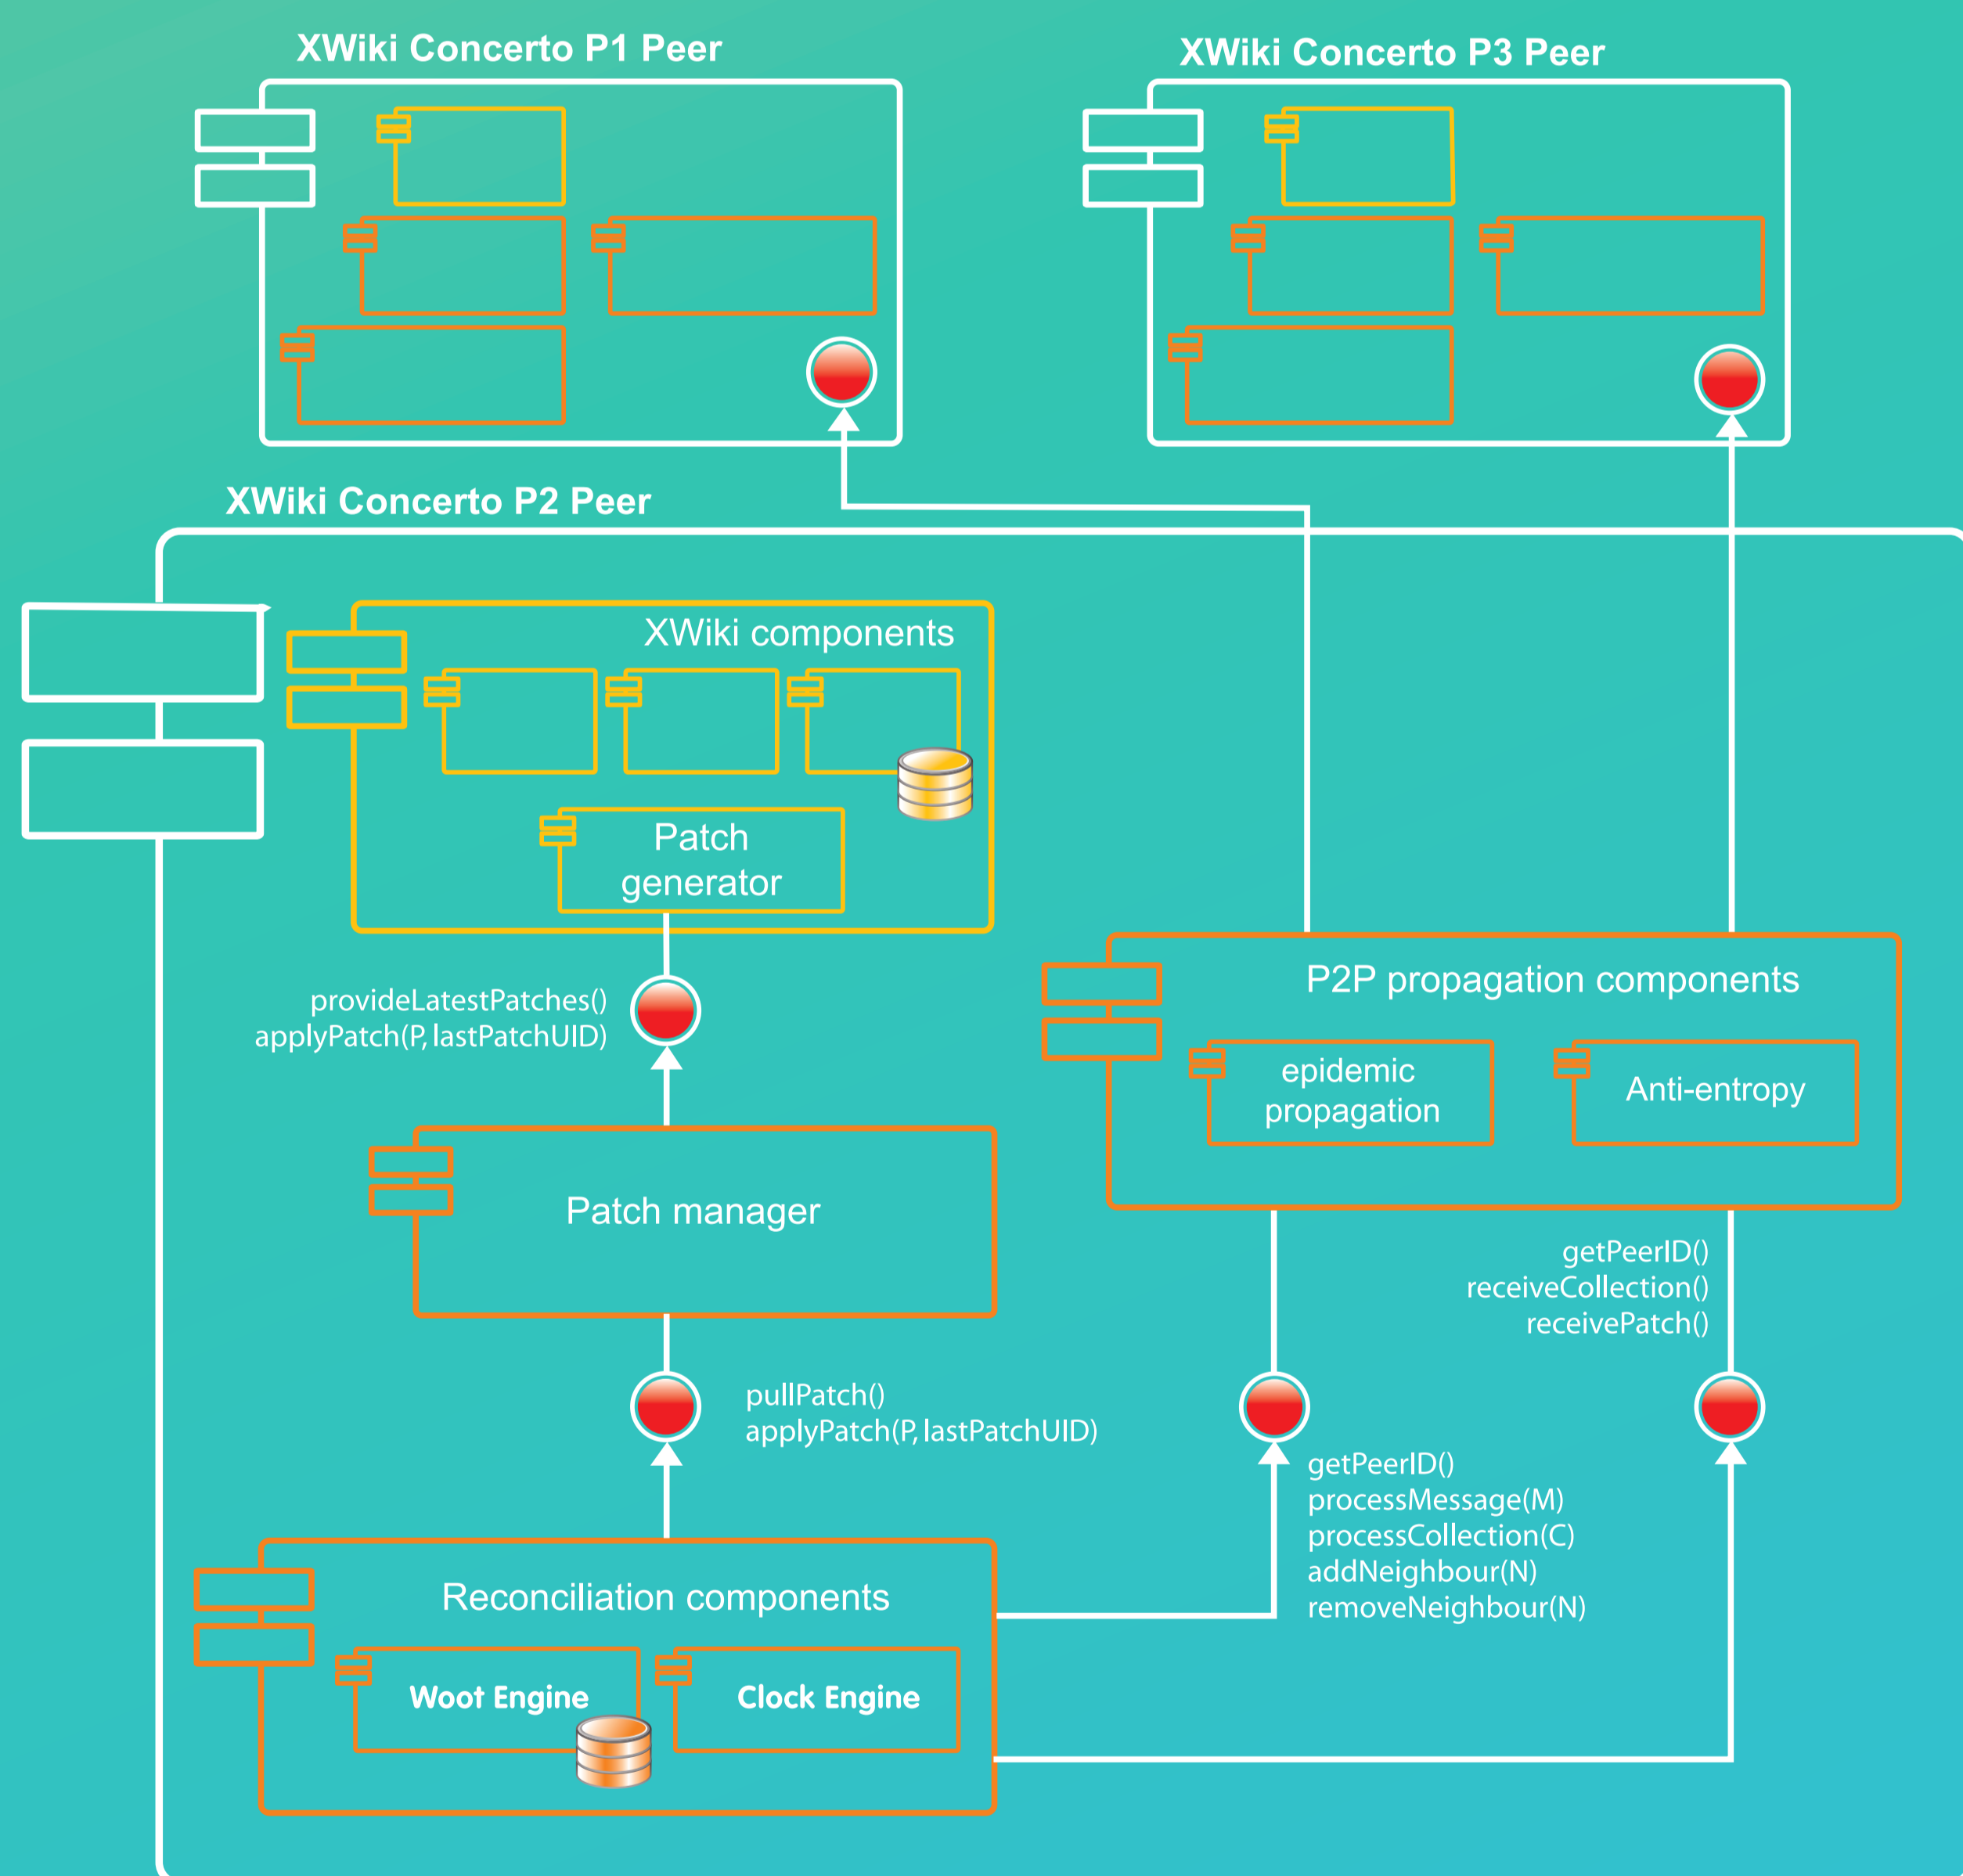 XWiki Concerto P1 Peer
XWiki Concerto P3 Peer
XWiki Concerto P2 Peer
XWiki components
Patch
generator
provideLatestPatches()
applyPatch(P, lastPatchUID)
P2P propagation components
epidemic
propagation
Anti-entropy
Patch manager
getPeerID()
receiveCollection()
receivePatch()
pullPatch()
applyPatch(P, lastPatchUID)
getPeerID()
processMessage(M)
processCollection(C)
addNeighbour(N)
removeNeighbour(N)
Reconciliation components
Woot Engine
Clock Engine